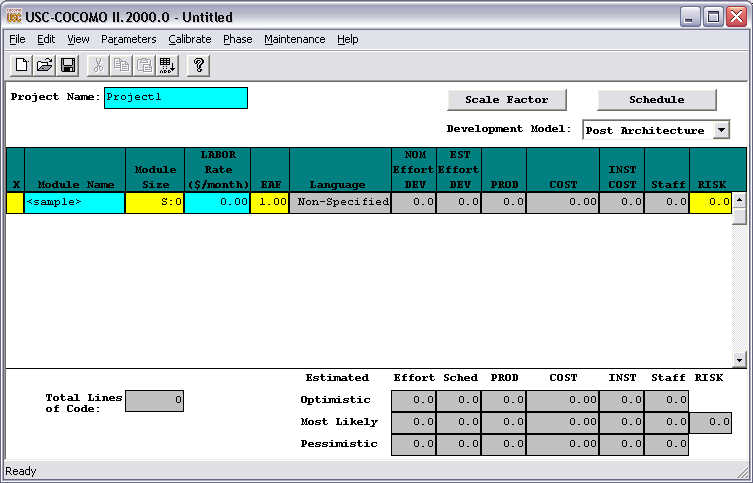 COCOMO USC USC-COCOMO II.2000.0 - Untitled
File Edit View Parameters Calibrate Phase Maintenance Help
Project Name: Project1
Scale Factor Schedule
Development Model: Post Architecture
X Module Name Module Size LABOR Rate ($/month) EAF Language NOM Effort DEV EST Effort DEV PROD COST INST COST Staff RISK
<sample> S:0 0.00 1.00 Non-Specified 0.0 0.0 0.0 0.00 0.0 0.0 0.0
Estimated Effort Sched PROD COST INST Staff RISK
Total Lines of Code: 0
Optimistic 0.0 0.0 0.0 0.00 0.0 0.0
Most Likely 0.0 0.0 0.0 0.00 0.0 0.0 0.0
Pessimistic 0.0 0.0 0.0 0.00 0.0 0.0
Ready